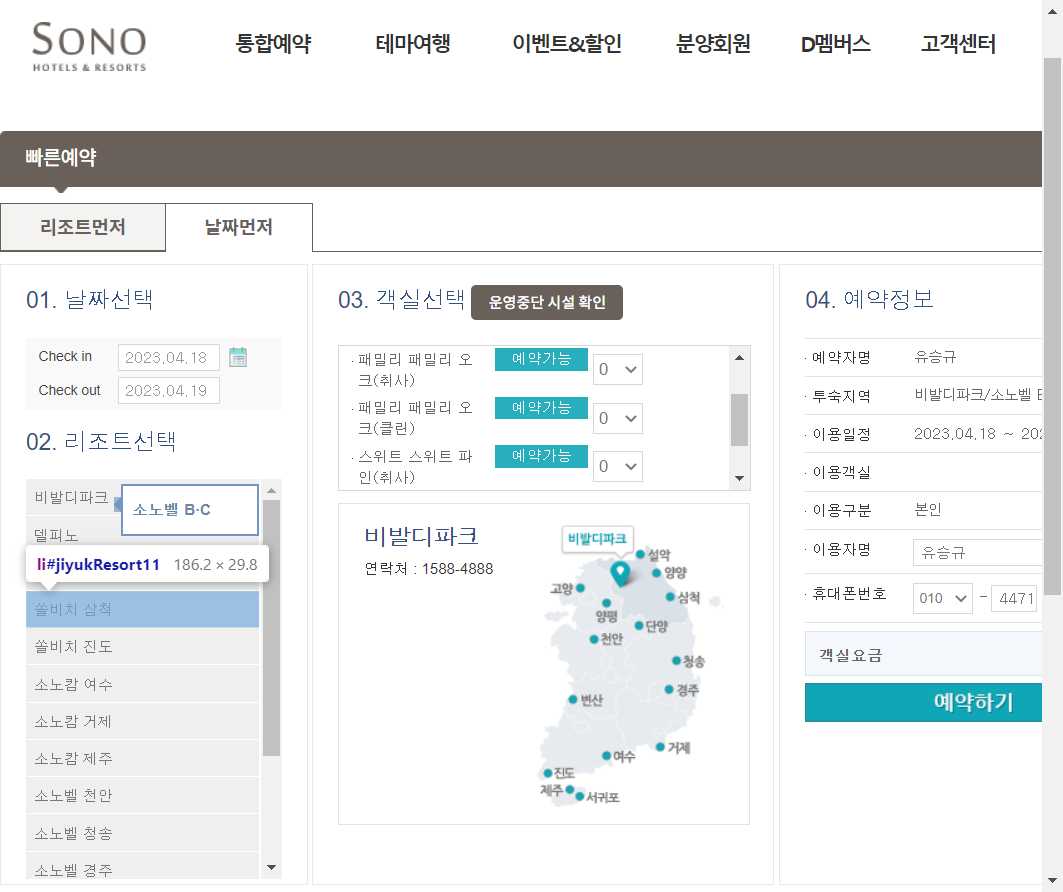 SONO
HOTELS & RESORTS
통합예약 테마여행 이벤트&할인 분양회원 D멤버스 고객센터
빠른예약
리조트먼저 날짜먼저
01. 날짜선택
Check in 2023.04.18
Check out 2023.04.19
02. 리조트선택
비발디파크
소노벨 B·C
델피노
li#jiyukResort11 186.2 × 29.8
쏠비치 삼척
쏠비치 진도
소노캄 여수
소노캄 거제
소노캄 제주
소노벨 천안
소노벨 청송
소노벨 경주
03. 객실선택 운영중단 시설 확인
· 패밀리 패밀리 오 예약가능 0
크(취사)
· 패밀리 패밀리 오 예약가능 0
크(클린)
· 스위트 스위트 파 예약가능 0
인(취사)
비발디파크
연락처 : 1588-4888
비발디파크
설악
양양
고양
삼척
양평
단양
천안
청송
경주
변산
거제
여수
진도
제주
서귀포
04. 예약정보
· 예약자명 유승규
· 투숙지역 비발디파크/소노벨
· 이용일정 2023.04.18 ~
· 이용객실
· 이용구분 본인
· 이용자명 유승규
· 휴대폰번호 010 - 4471
객실요금
예약하기